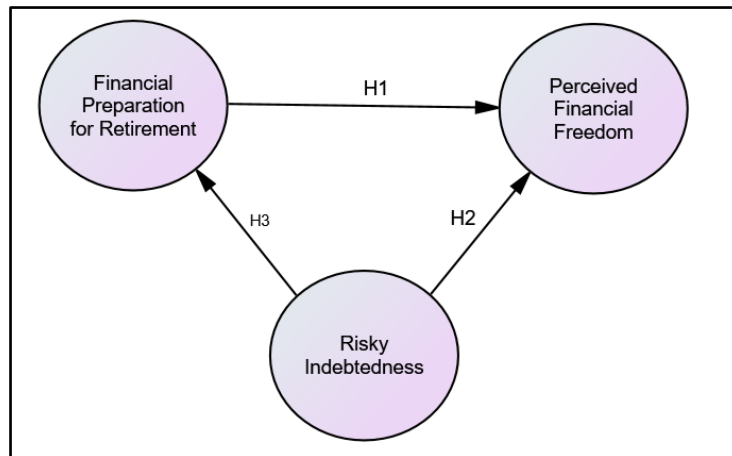 Financial
Preparation
for Retirement
H1
Perceived
Financial
Freedom
H3
H2
Risky
Indebtedness